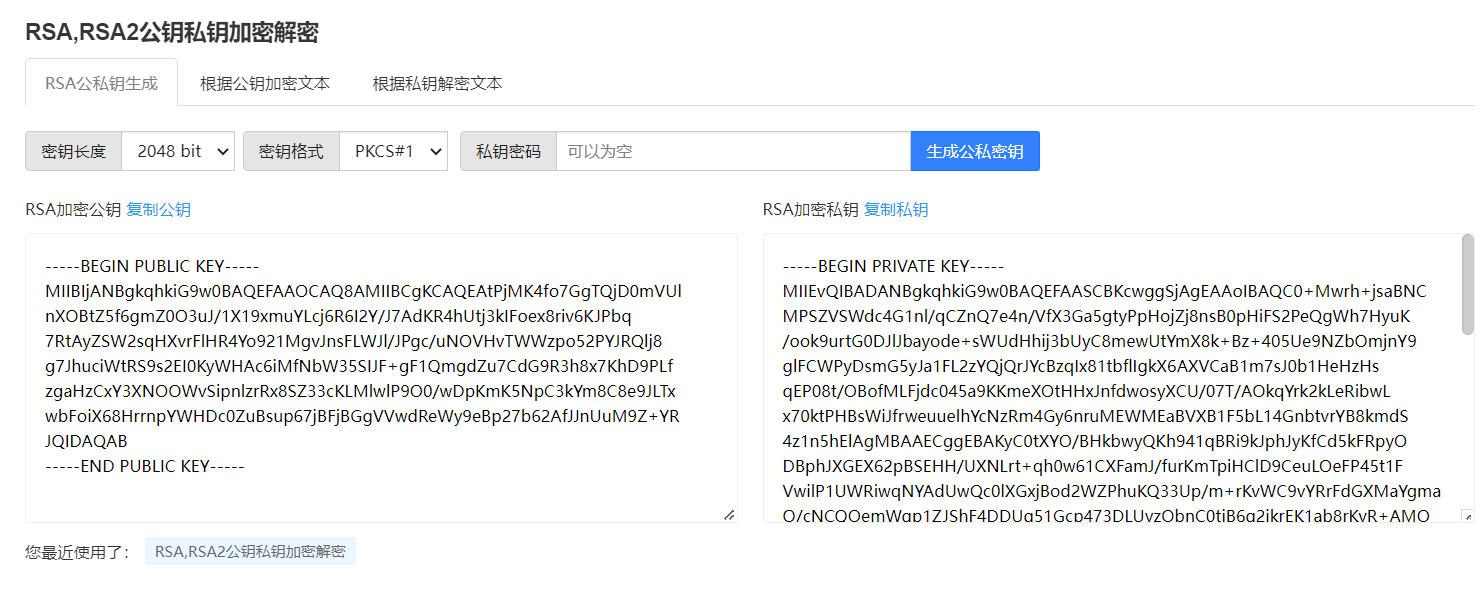 RSA,RSA2公钥私钥加密解密
RSA公私钥生成 根据公钥加密文本 根据私钥解密文本
密钥长度 2048 bit 密钥格式 PKCS#1 私钥密码 可以为空 生成公私密钥
RSA加密公钥 复制公钥
-----BEGIN PUBLIC KEY-----
MIIBIjANBgkqhkiG9w0BAQEFAAOCAQ8AMIIBCgKCAQEAtPjMK4fo7GgTQjD0mVUl
nXOBtZ5f6gmZ0O3uJ/1X19xmuYLcj6R6I2Y/J7AdKR4hUtj3kIFoex8riv6KJPbq
7RtAyZSW2sqHXvrFlHR4Yo921MgvJnsFLWJl/JPgc/uNOVHvTWWzpo52PYJRQlj8
g7JhuciWtRS9s2EI0KyWHAc6iMfNbW35SIJF+gF1QmgdZu7CdG9R3h8x7KhD9PLf
zgaHzCxY3XNOOWvSipnlzrRx8SZ33cKLMlwlP9O0/wDpKmK5NpC3kYm8C8e9JLTx
wbFoiX68HrrnpYWHDc0ZuBsup67jBFjBGgVVwdReWy9eBp27b62AfJJnUuM9Z+YR
JQIDAQAB
-----END PUBLIC KEY-----
RSA加密私钥 复制私钥
-----BEGIN PRIVATE KEY-----
MIIEvQIBADANBgkqhkiG9w0BAQEFAASCBKcwggSjAgEAAoIBAQC0+Mwrh+jsaBNC
MPSZVSWdc4G1nl/qCZnQ7e4n/VfX3Ga5gtyPpHojZj8nsB0pHiFS2PeQgWh7HyuK
/ook9urtG0DJlJbayode+sWUdHhij3bUyC8mewUtYmX8k+Bz+405Ue9NZbOmjnY9
glFCWPyDsmG5yJa1FL2zYQjQrJYcBzqIx81tbflIgkX6AXVCaB1m7sJ0b1HeHzHs
qEP08t/OBofMLFjdc045a9KKmeXOtHHxJnfdwosyXCU/07T/AOkqYrk2kLeRibwL
x70ktPHBsWiJfrweuuelhYcNzRm4Gy6nruMEWMEaBVXB1F5bL14GnbtvrYB8kmdS
4z1n5hElAgMBAAECggEBAKyC0tXYO/BHkbwyQKh941qBRi9kJphJyKfCd5kFRpyO
DBphJXGEX62pBSEHH/UXNLrt+qh0w61CXFamJ/furKmTpiHClD9CeuLOeFP45t1F
VwilP1UWRiwqNYAdUwQc0lXGxjBod2WZPhuKQ33Up/m+rKvWC9vYRrFdGXMaYgma
您最近使用了： RSA,RSA2公钥私钥加密解密